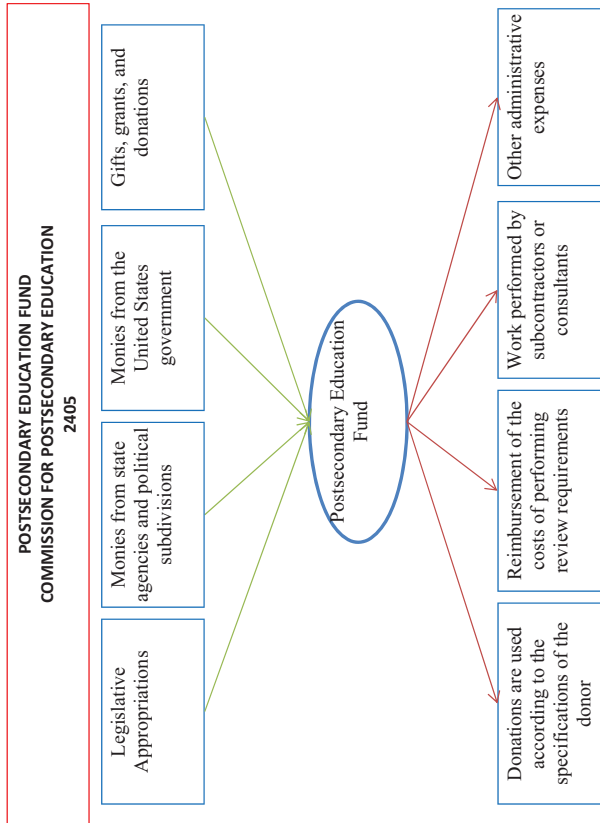 POSTSECONDARY EDUCATION FUND
COMMISSION FOR POSTSECONDARY EDUCATION
2405
Legislative
Appropriations
Monies from state
agencies and political
subdivisions
Monies from the
United States
government
Gifts, grants, and
donations
Postsecondary Education
Fund
Donations are used
according to the
specifications of the
donor
Reimbursement of the
costs of performing
review requirements
Work performed by
subcontractors or
consultants
Other administrative
expenses